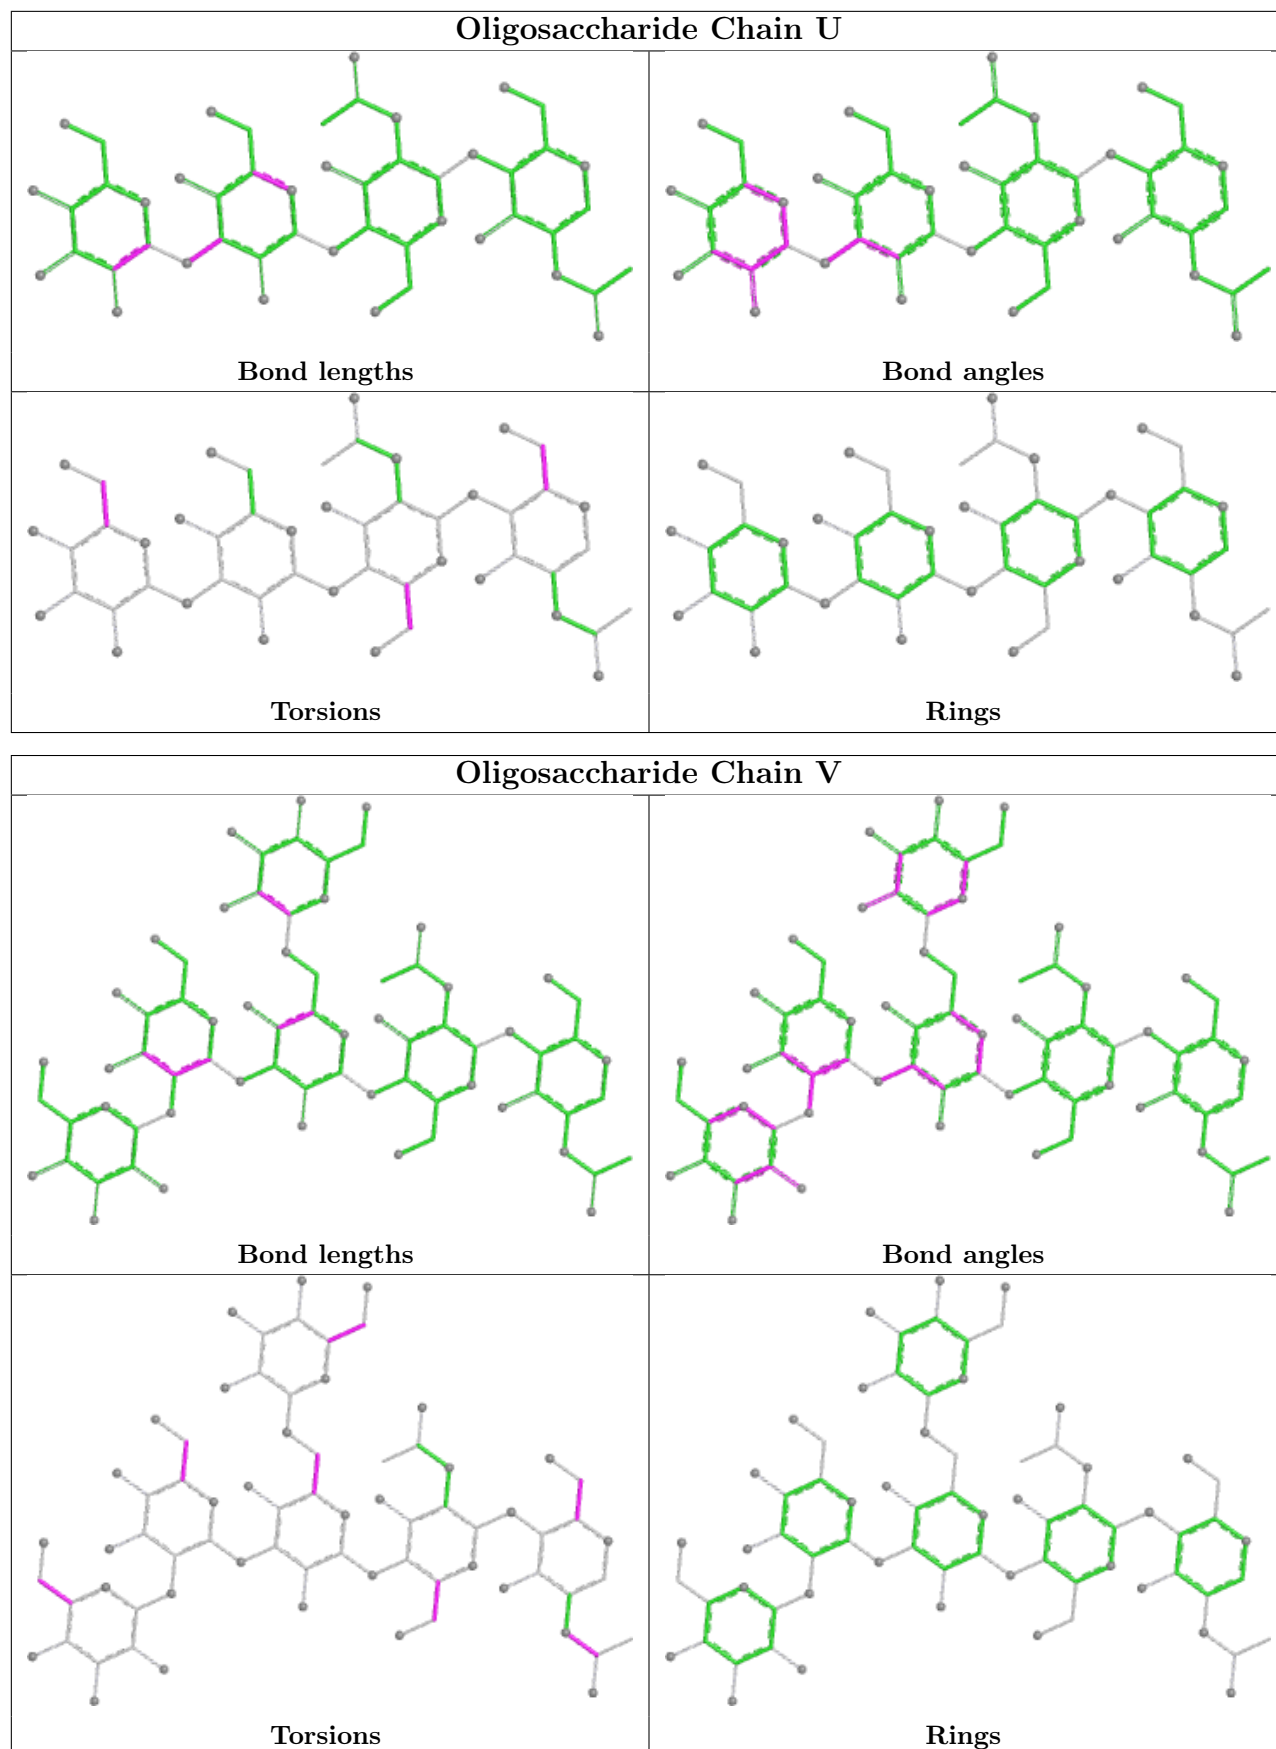 Oligosaccharide Chain U
Bond lengths
Bond angles
Torsions
Rings
Oligosaccharide Chain V
Bond lengths
Bond angles
Torsions
Rings